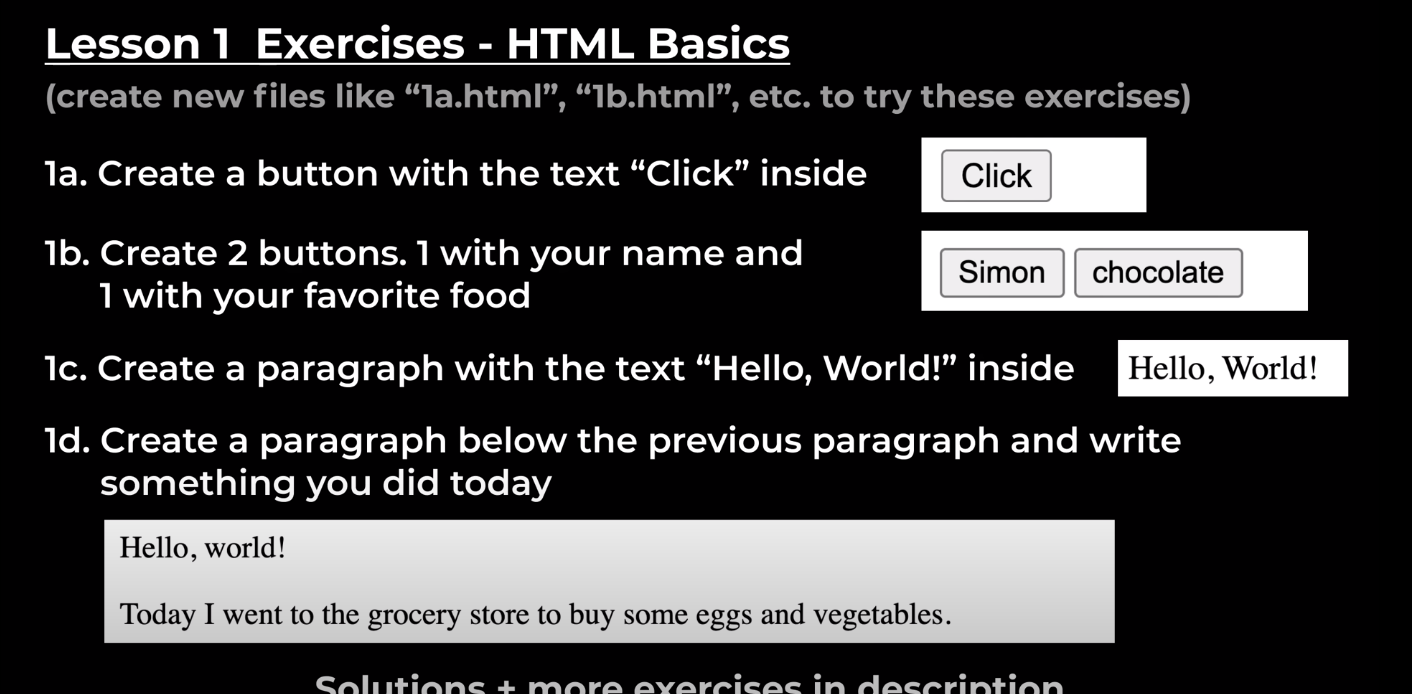 Lesson 1 Exercises - HTML Basics
(create new files like “1a.html”, “1b.html”, etc. to try these exercises)
1a. Create a button with the text “Click” inside
Click
1b. Create 2 buttons. 1 with your name and
1 with your favorite food
Simon chocolate
1c. Create a paragraph with the text “Hello, World!” inside
Hello, World!
1d. Create a paragraph below the previous paragraph and write
something you did today
Hello, world!
Today I went to the grocery store to buy some eggs and vegetables.
Solutions + more exercises in description